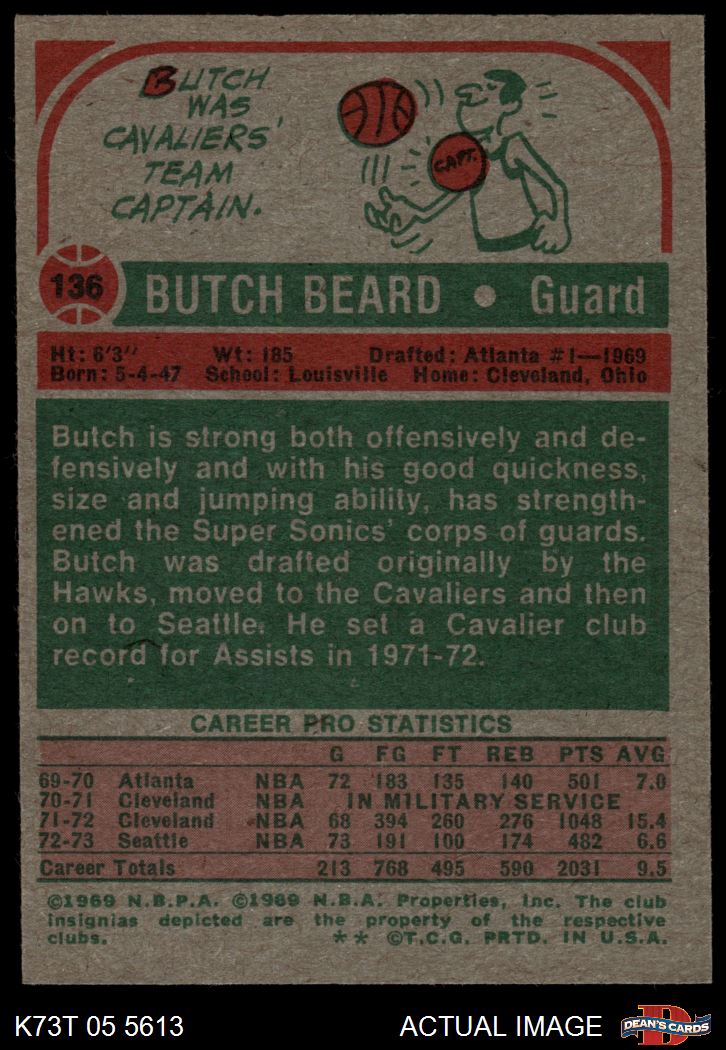 BUTCH
WAS
CAVALIERS'
TEAM
CAPTAIN.
CAPT.
136 BUTCH BEARD • Guard
Ht: 6'3" Wt: 185 Drafted: Atlanta #1—1969
Born: 5-4-47 School: Louisville Home: Cleveland, Ohio
Butch is strong both offensively and de-
fensively and with his good quickness,
size and jumping ability, has strength-
ened the Super Sonics' corps of guards.
Butch was drafted originally by the
Hawks, moved to the Cavaliers and then
on to Seattle. He set a Cavalier club
record for Assists in 1971-72.
CAREER PRO STATISTICS
G FG FT REB PTS AVG
69-70 Atlanta NBA 72 183 135 140 501 7.0
70-71 Cleveland NBA IN MILITARY SERVICE
71-72 Cleveland NBA 68 394 260 276 1048 15.4
72-73 Seattle NBA 73 191 100 174 482 6.6
Career Totals 213 768 495 590 2031 9.5
©1969 N.B.P.A. ©1969 N.B.A. Properties, Inc. The club
insignias depicted are the property of the respective
clubs. ** ©T.C.G. PRTD. IN U.S.A.
K73T 05 5613 ACTUAL IMAGE D DEAN'S CARDS